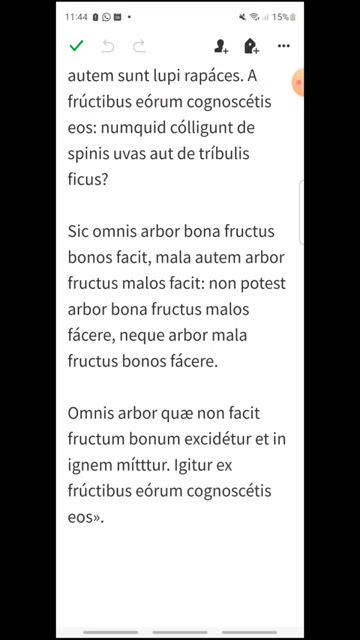 11:44
15%
autem sunt lupi rapáces. A
frúctibus eórum cognoscétis
eos: numquid cólligunt de
spinis uvas aut de tríbulis
ficus?
Sic omnis arbor bona fructus
bonos facit, mala autem arbor
fructus malos facit: non potest
arbor bona fructus malos
fácere, neque arbor mala
fructus bonos fácere.
Omnis arbor quæ non facit
fructum bonum excidétur et in
ignem mítttur. Igitur ex
frúctibus eórum cognoscétis
eos».